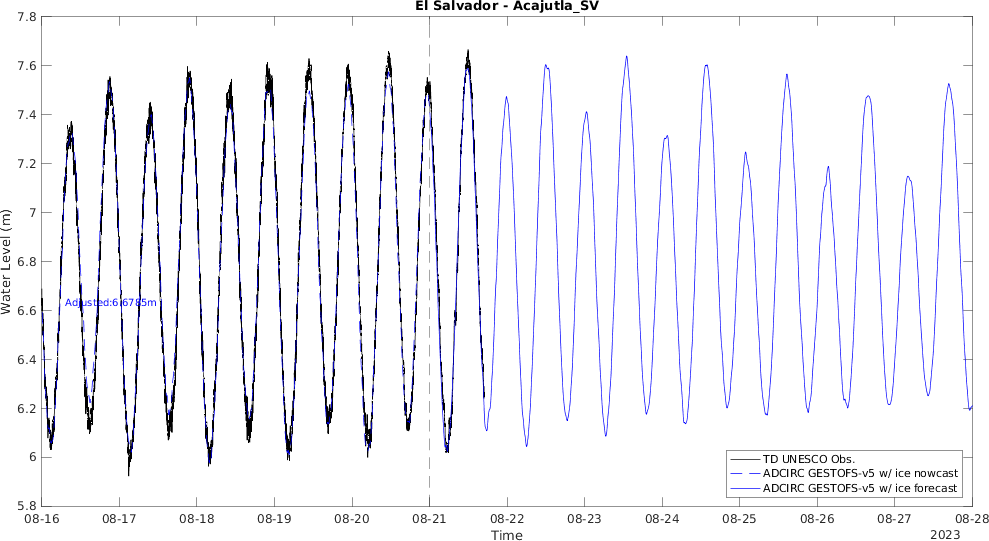 El Salvador - Acajutla_SV
Water Level (m)
7.8
7.6
7.4
7.2
7
6.8
6.6
6.4
6.2
6
5.8
Adjusted:6.6785m
TD UNESCO Obs.
ADCIRC GESTOFS-v5 w/ ice nowcast
ADCIRC GESTOFS-v5 w/ ice forecast
08-16 08-17 08-18 08-19 08-20 08-21 08-22 08-23 08-24 08-25 08-26 08-27 08-28
Time
2023